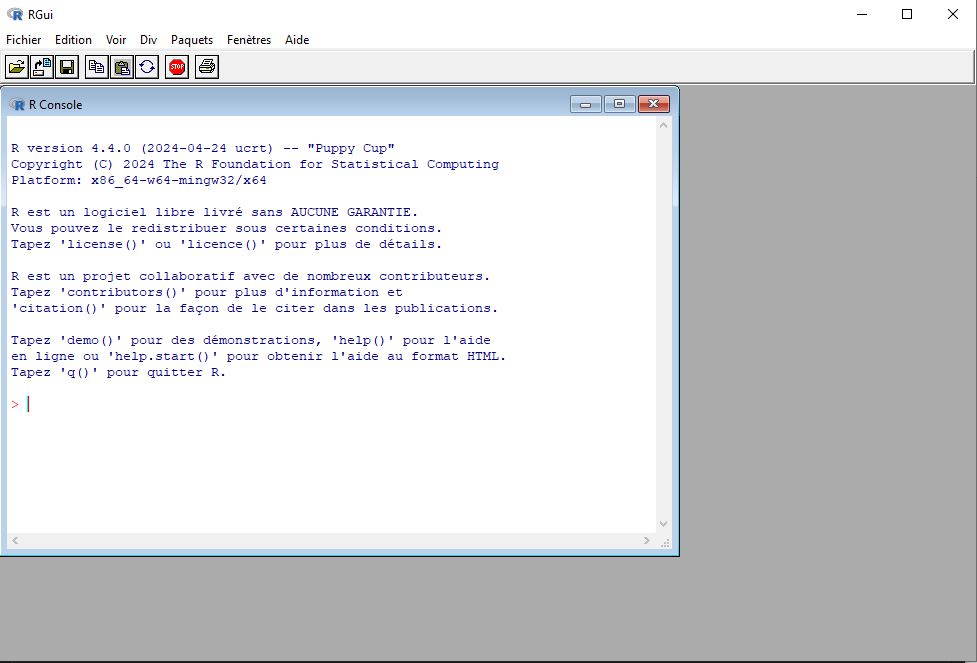 RGui
Fichier Edition Voir Div Paquets Fenètres Aide
STOP
R Console
R version 4.4.0 (2024-04-24 ucrt) -- "Puppy Cup"
Copyright (C) 2024 The R Foundation for Statistical Computing
Platform: x86_64-w64-mingw32/x64
R est un logiciel libre livré sans AUCUNE GARANTIE.
Vous pouvez le redistribuer sous certaines conditions.
Tapez 'license()' ou 'licence()' pour plus de détails.
R est un projet collaboratif avec de nombreux contributeurs.
Tapez 'contributors()' pour plus d'information et
'citation()' pour la façon de le citer dans les publications.
Tapez 'demo()' pour des démonstrations, 'help()' pour l'aide
en ligne ou 'help.start()' pour obtenir l'aide au format HTML.
Tapez 'q()' pour quitter R.
>